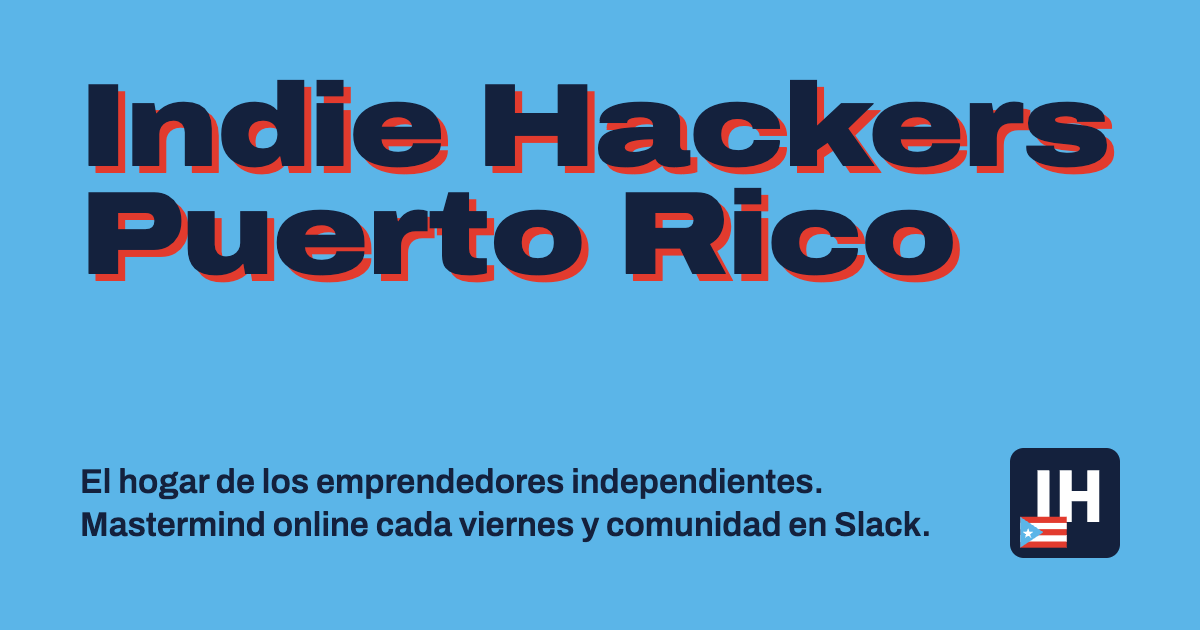 Indie Hackers
Puerto Rico
El hogar de los emprendedores independientes.
Mastermind online cada viernes y comunidad en Slack.
IH